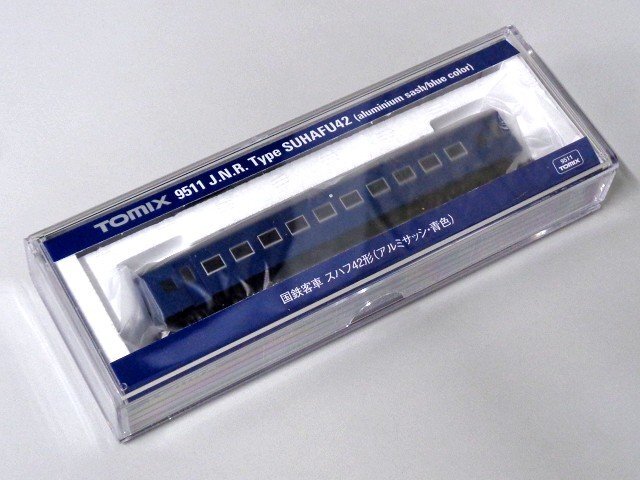 TOMIX 9511 J.N.R. Type SUHAFU42 (aluminium sash/blue color)
9511
TOMIX
国鉄客車 スハフ42形(アルミサッシ・青色)